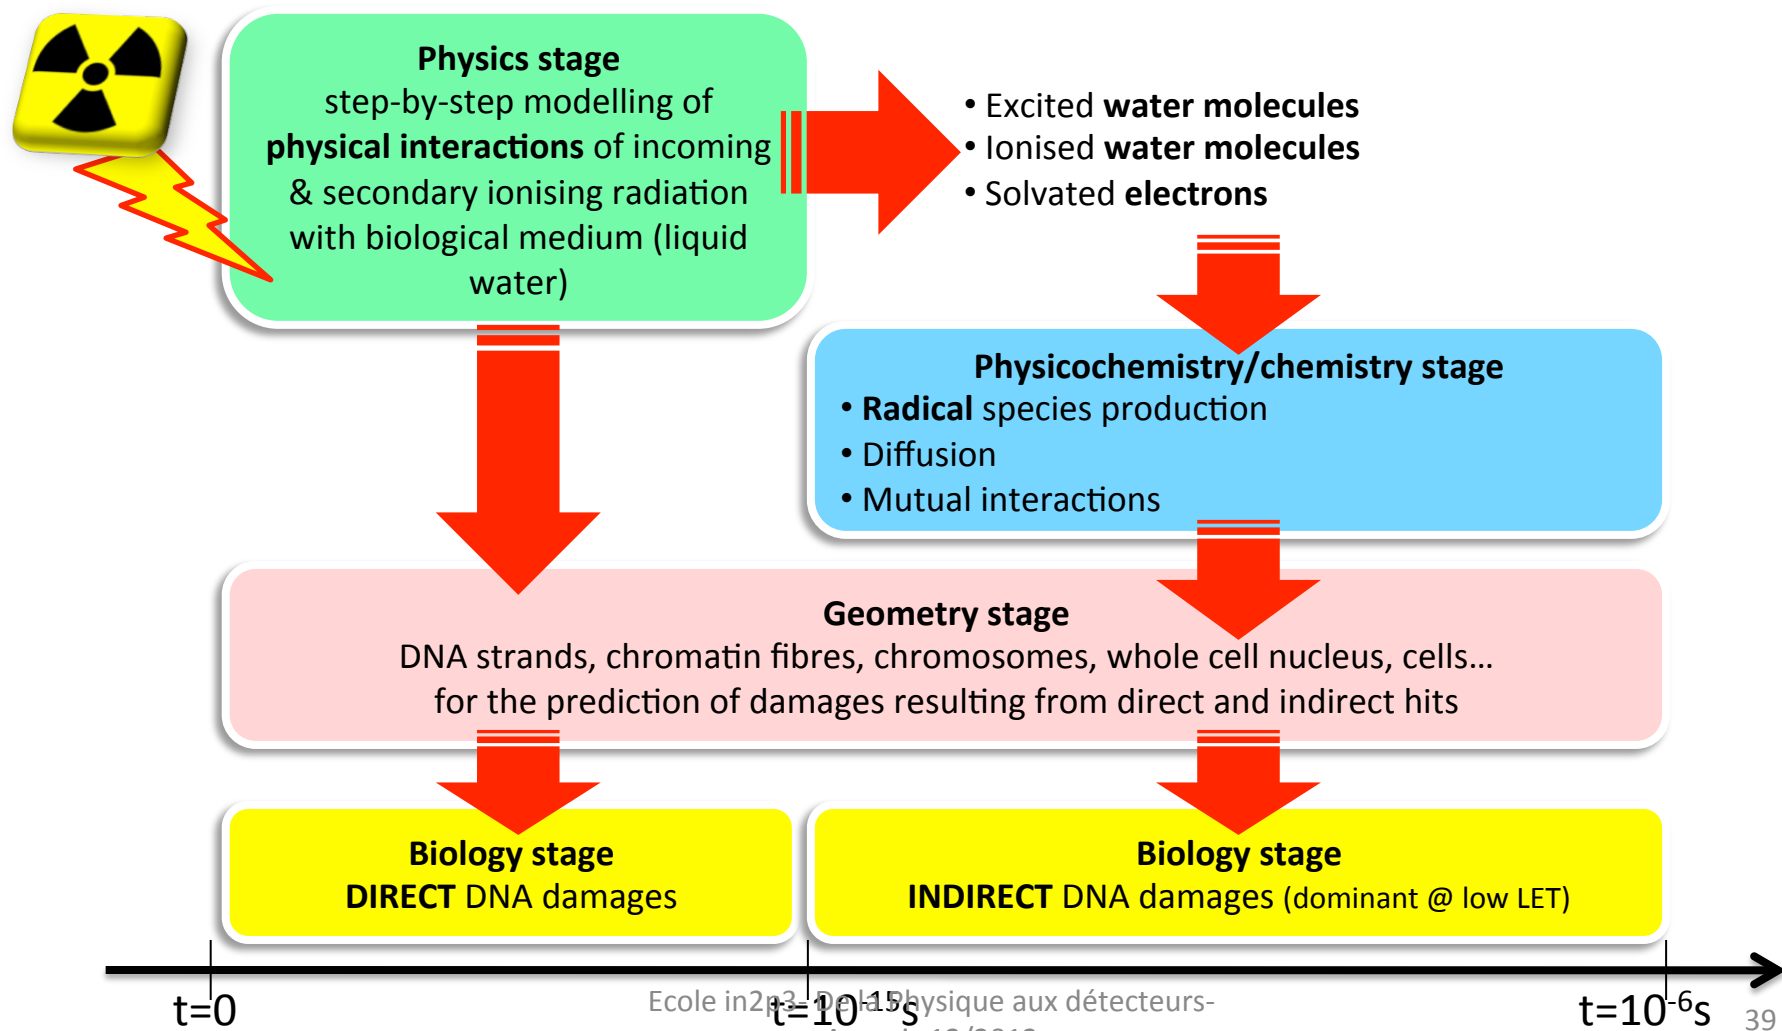 Physics stage
step-by-step modelling of
physical interactions of incoming
& secondary ionising radiation
with biological medium (liquid
water)
• Excited water molecules
• Ionised water molecules
• Solvated electrons
Physicochemistry/chemistry stage
• Radical species production
• Diffusion
• Mutual interactions
Geometry stage
DNA strands, chromatin fibres, chromosomes, whole cell nucleus, cells...
for the prediction of damages resulting from direct and indirect hits
Biology stage
DIRECT DNA damages
Biology stage
INDIRECT DNA damages (dominant @ low LET)
t=0
t=10⁻¹⁵s
t=10⁻⁶s
Ecole in2p3- De la Physique aux détecteurs-
39